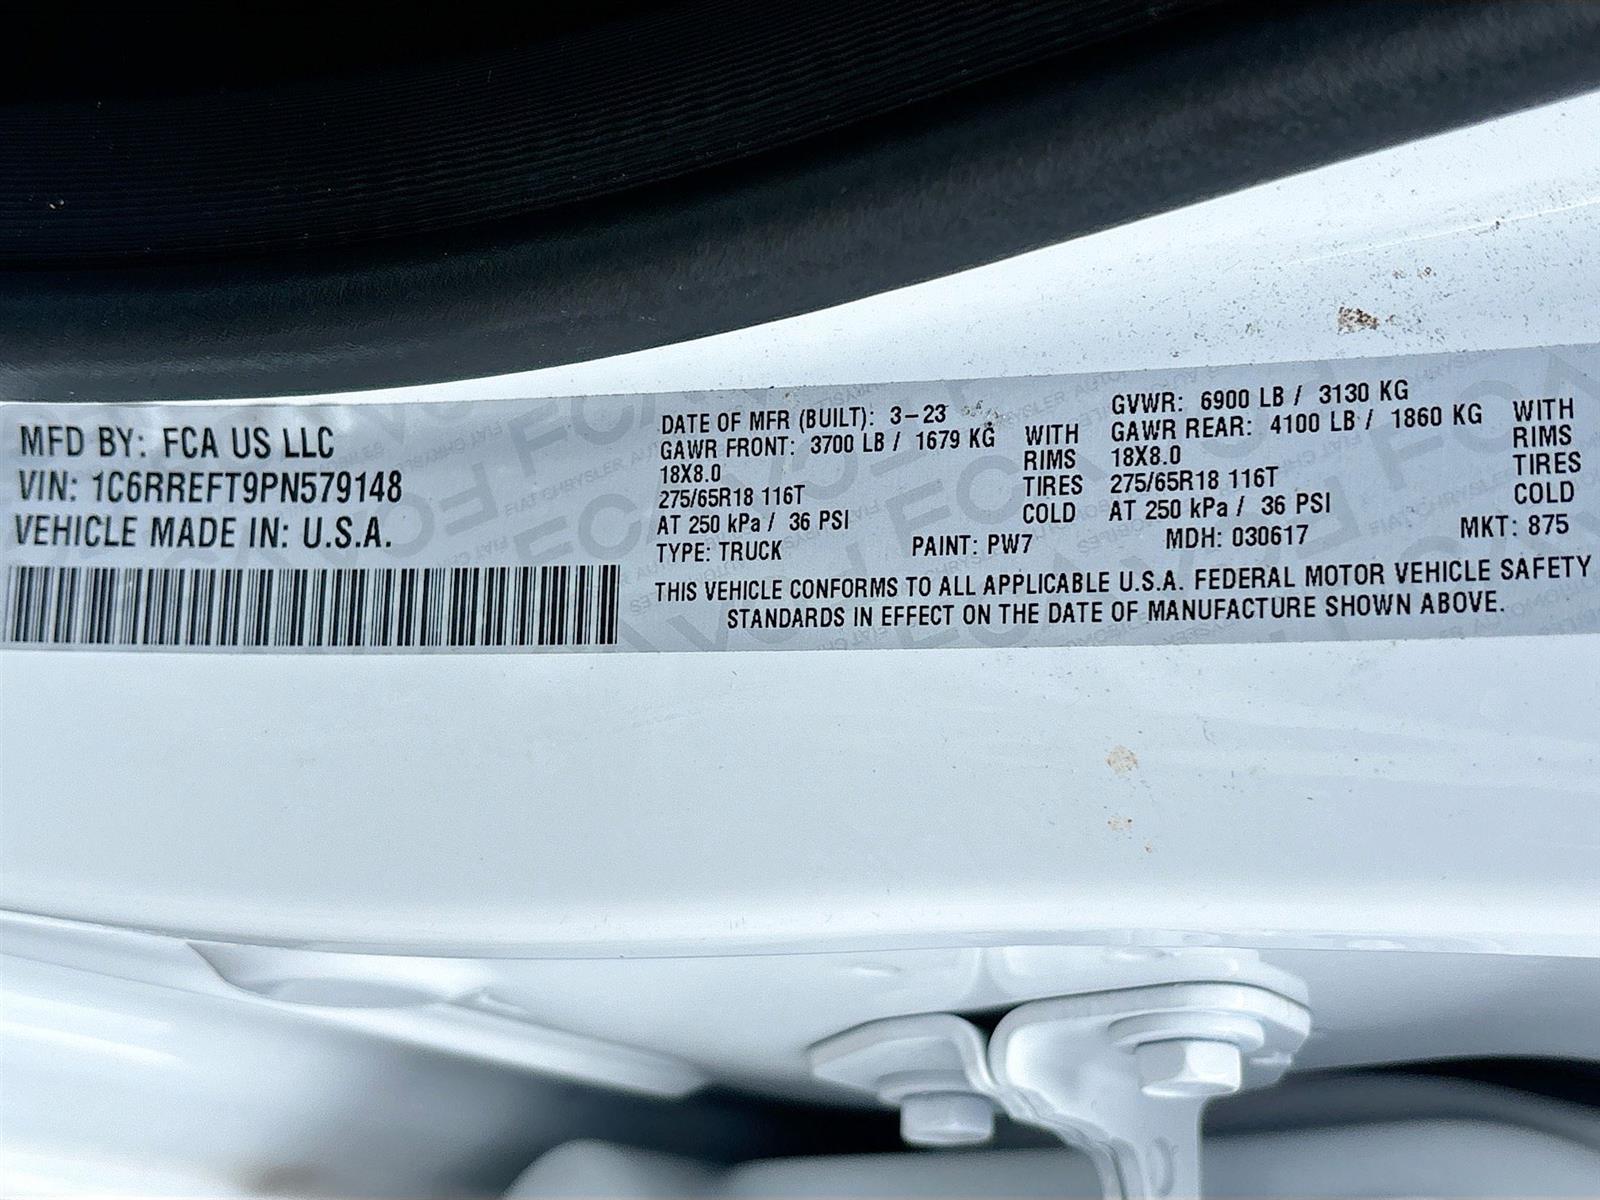 MFD BY: FCA US LLC
VIN: 1C6RREFT9PN579148
VEHICLE MADE IN: U.S.A.
DATE OF MFR (BUILT): 3-23
GAWR FRONT: 3700 LB / 1679 KG WITH
18X8.0 RIMS
275/65R18 116T TIRES
AT 250 kPa / 36 PSI COLD
GVWR: 6900 LB / 3130 KG
GAWR REAR: 4100 LB / 1860 KG WITH
18X8.0 RIMS
275/65R18 116T TIRES
AT 250 kPa / 36 PSI COLD
TYPE: TRUCK PAINT: PW7 MDH: 030617 MKT: 875
THIS VEHICLE CONFORMS TO ALL APPLICABLE U.S.A. FEDERAL MOTOR VEHICLE SAFETY
STANDARDS IN EFFECT ON THE DATE OF MANUFACTURE SHOWN ABOVE.